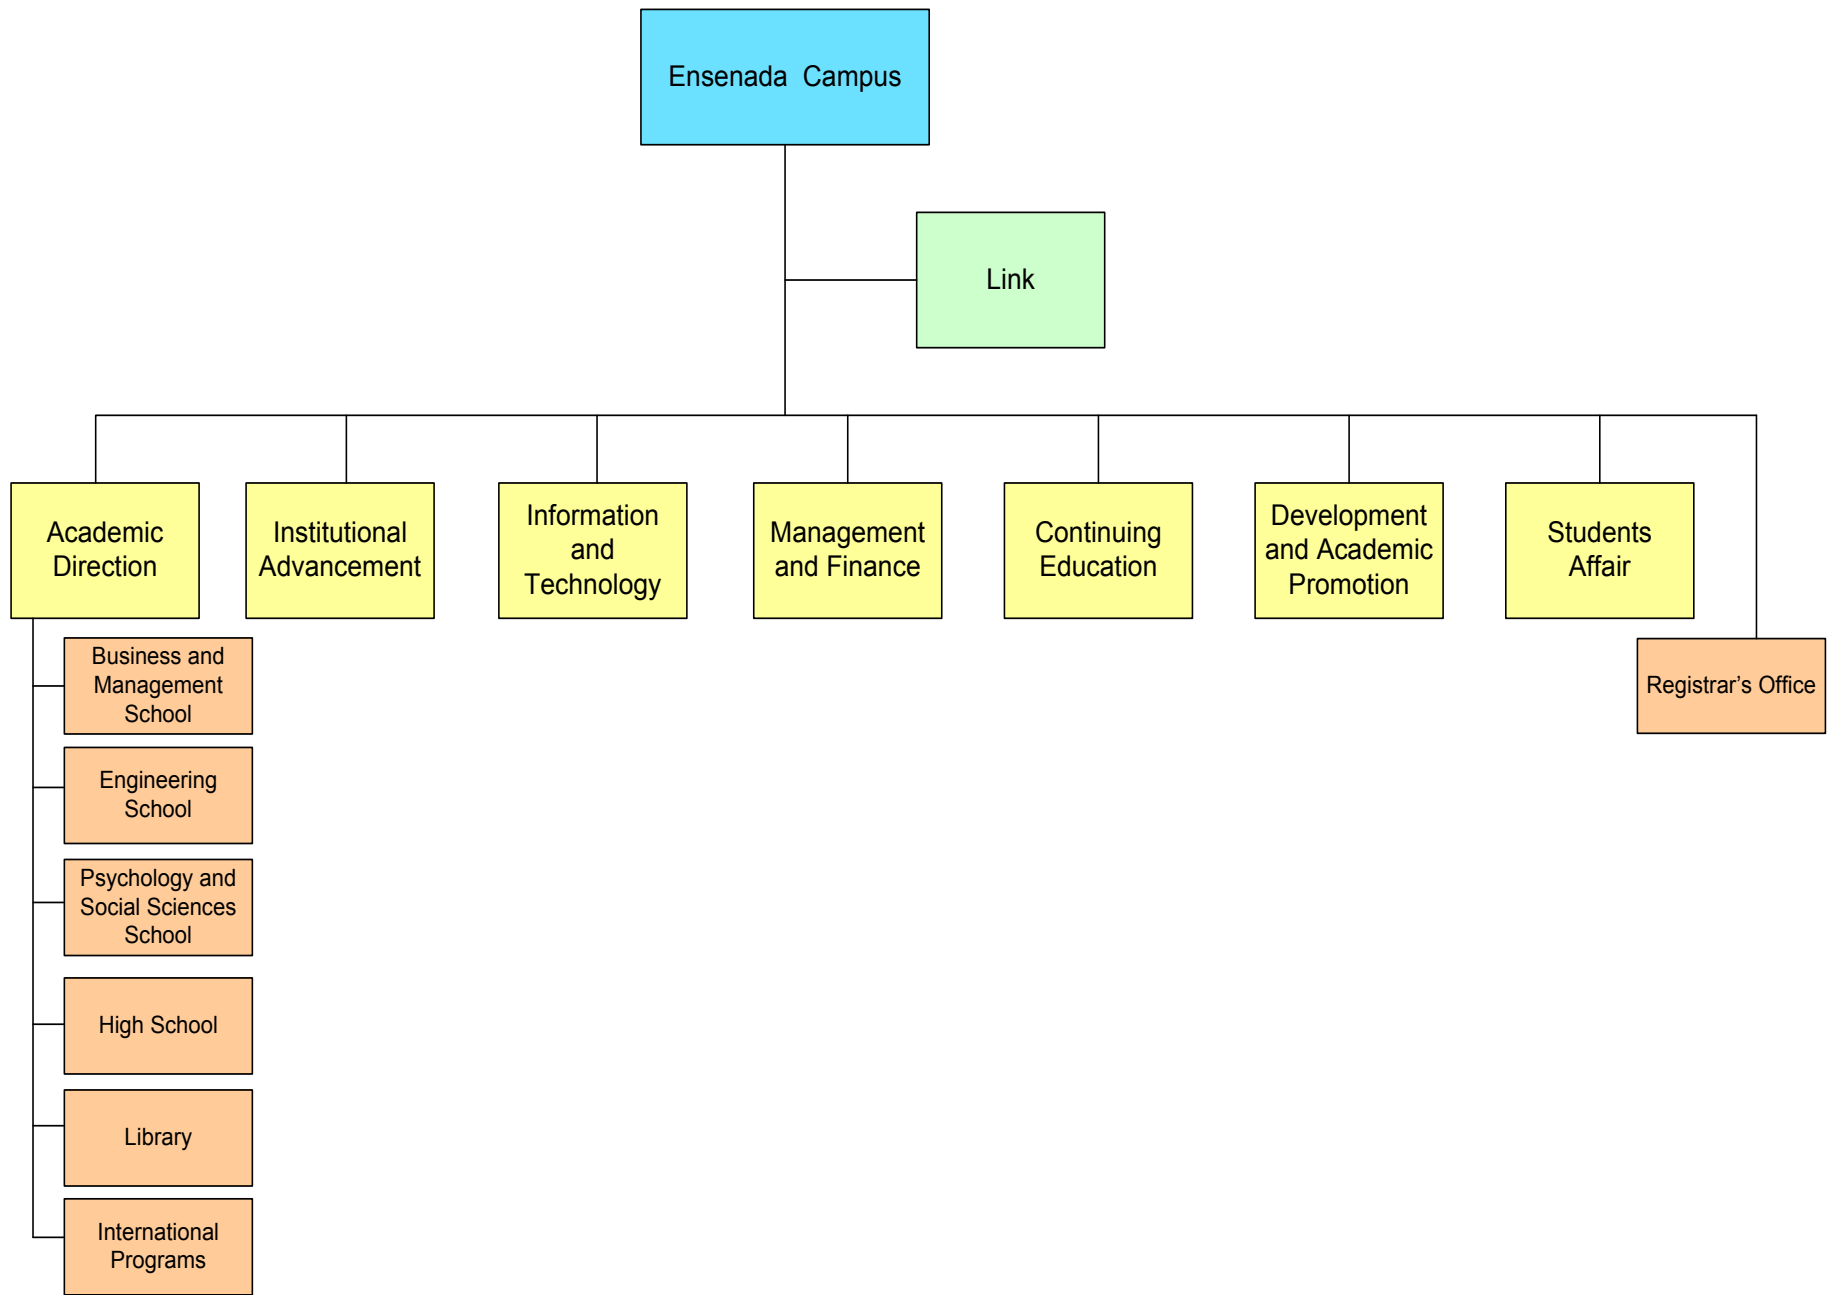 Ensenada Campus
Link
Academic
Direction
Institutional
Advancement
Information
and
Technology
Management
and Finance
Continuing
Education
Development
and Academic
Promotion
Students
Affair
Business and
Management
School
Registrar’s Office
Engineering
School
Psychology and
Social Sciences
School
High School
Library
International
Programs